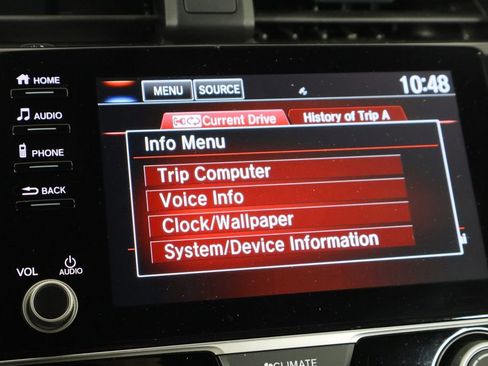 HOME
AUDIO
PHONE
BACK
VOL
AUDIO
MENU
SOURCE
10:48
Current Drive
History of Trip A
Info Menu
Trip Computer
Voice Info
Clock/Wallpaper
System/Device Information
CLIMATE